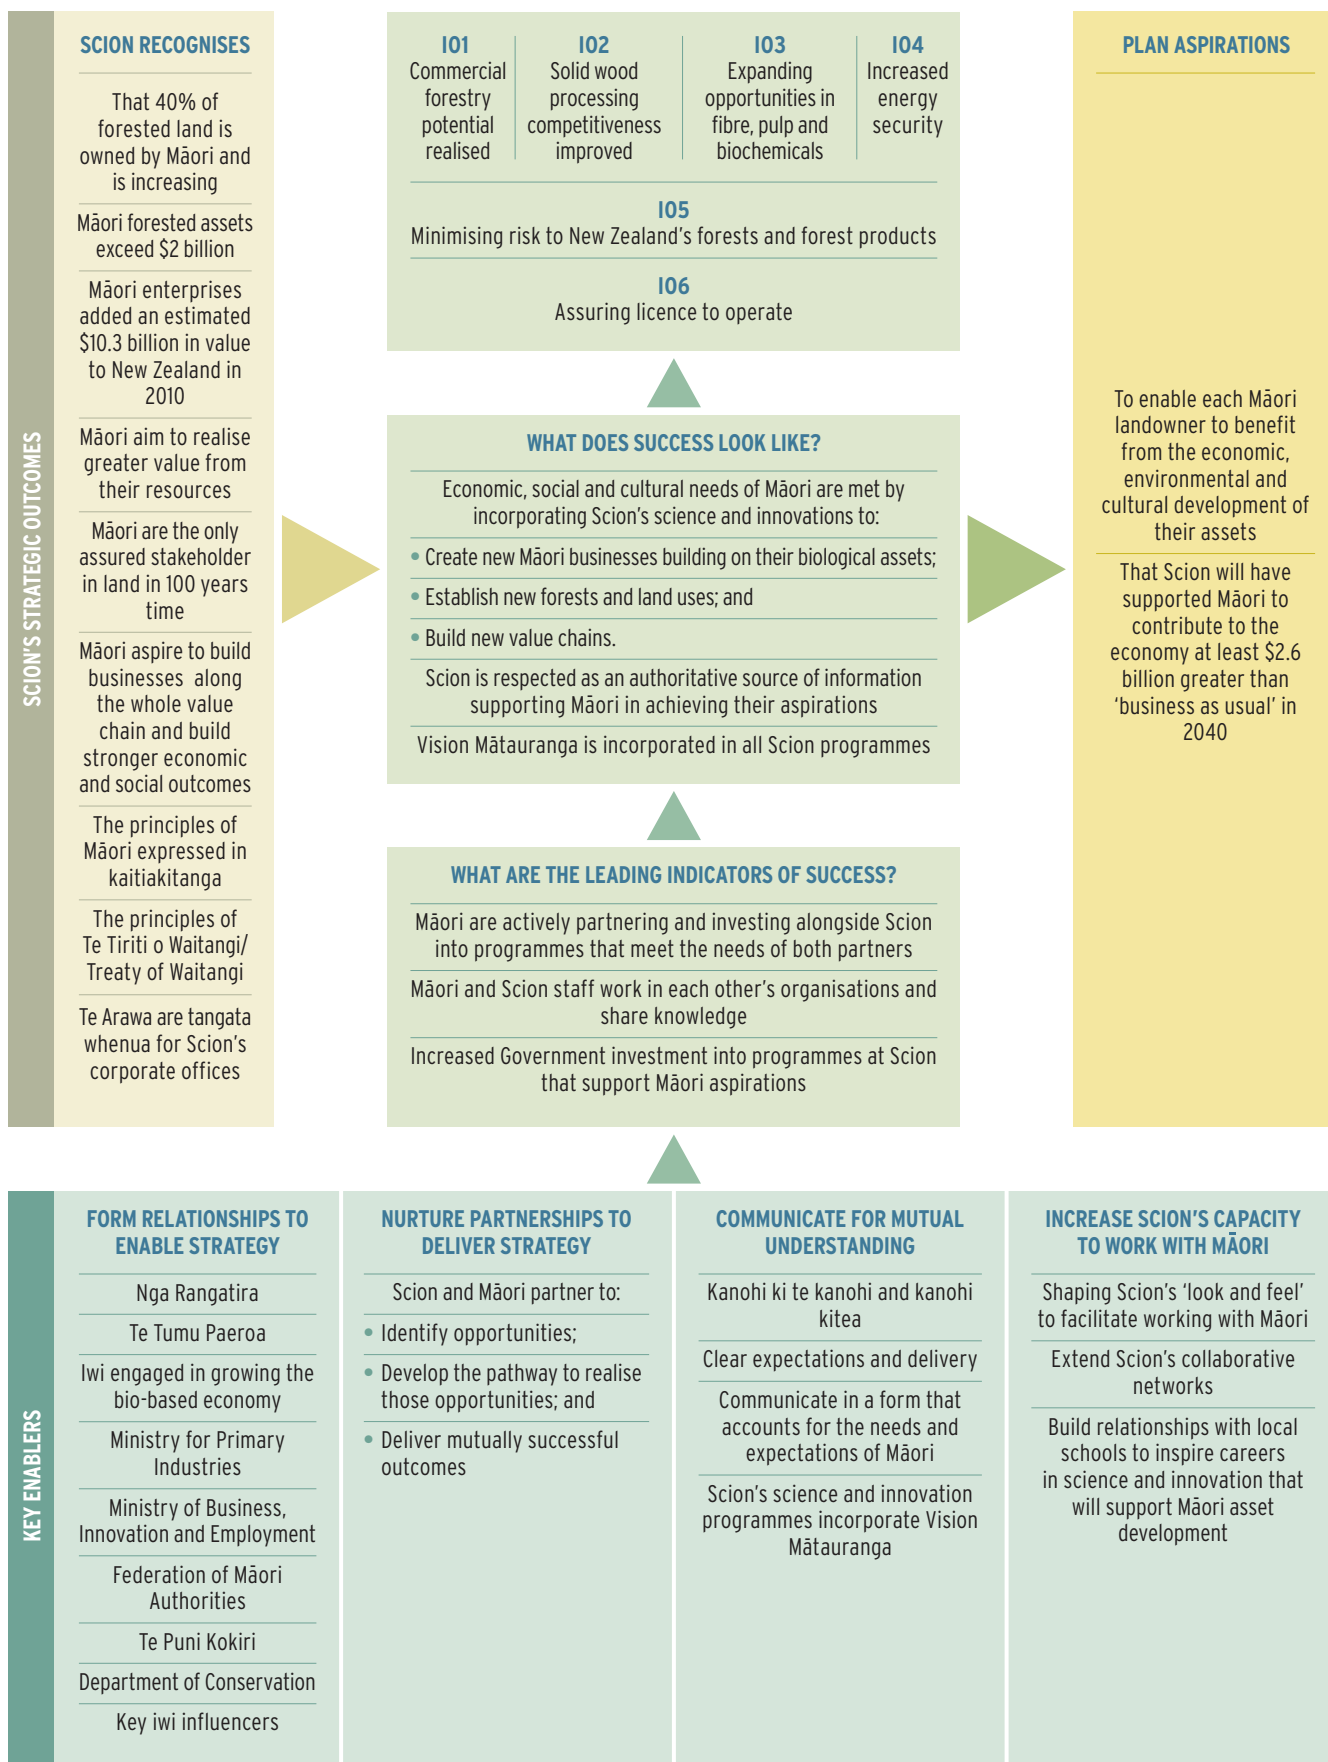 SCION'S STRATEGIC OUTCOMES
SCION RECOGNISES
That 40% of
forested land is
owned by Māori and
is increasing
Māori forested assets
exceed $2 billion
Māori enterprises
added an estimated
$10.3 billion in value
to New Zealand in
2010
Māori aim to realise
greater value from
their resources
Māori are the only
assured stakeholder
in land in 100 years
time
Māori aspire to build
businesses along
the whole value
chain and build
stronger economic
and social outcomes
The principles of
Māori expressed in
kaitiakitanga
The principles of
Te Tiriti o Waitangi/
Treaty of Waitangi
Te Arawa are tangata
whenua for Scion's
corporate offices
IO1
Commercial
forestry
potential
realised
IO2
Solid wood
processing
competitiveness
improved
IO3
Expanding
opportunities in
fibre, pulp and
biochemicals
IO4
Increased
energy
security
IO5
Minimising risk to New Zealand's forests and forest products
IO6
Assuring licence to operate
WHAT DOES SUCCESS LOOK LIKE?
Economic, social and cultural needs of Māori are met by
incorporating Scion's science and innovations to:
• Create new Māori businesses building on their biological assets;
• Establish new forests and land uses; and
• Build new value chains.
Scion is respected as an authoritative source of information
supporting Māori in achieving their aspirations
Vision Mātauranga is incorporated in all Scion programmes
WHAT ARE THE LEADING INDICATORS OF SUCCESS?
Māori are actively partnering and investing alongside Scion
into programmes that meet the needs of both partners
Māori and Scion staff work in each other's organisations and
share knowledge
Increased Government investment into programmes at Scion
that support Māori aspirations
PLAN ASPIRATIONS
To enable each Māori
landowner to benefit
from the economic,
environmental and
cultural development of
their assets
That Scion will have
supported Māori to
contribute to the
economy at least $2.6
billion greater than
'business as usual' in
2040
KEY ENABLERS
FORM RELATIONSHIPS TO
ENABLE STRATEGY
Nga Rangatira
Te Tumu Paeroa
Iwi engaged in growing the
bio-based economy
Ministry for Primary
Industries
Ministry of Business,
Innovation and Employment
Federation of Māori
Authorities
Te Puni Kokiri
Department of Conservation
Key iwi influencers
NURTURE PARTNERSHIPS TO
DELIVER STRATEGY
Scion and Māori partner to:
• Identify opportunities;
• Develop the pathway to realise
those opportunities; and
• Deliver mutually successful
outcomes
COMMUNICATE FOR MUTUAL
UNDERSTANDING
Kanohi ki te kanohi and kanohi
kitea
Clear expectations and delivery
Communicate in a form that
accounts for the needs and
expectations of Māori
Scion's science and innovation
programmes incorporate Vision
Mātauranga
INCREASE SCION'S CAPACITY
TO WORK WITH MĀORI
Shaping Scion's 'look and feel'
to facilitate working with Māori
Extend Scion's collaborative
networks
Build relationships with local
schools to inspire careers
in science and innovation that
will support Māori asset
development